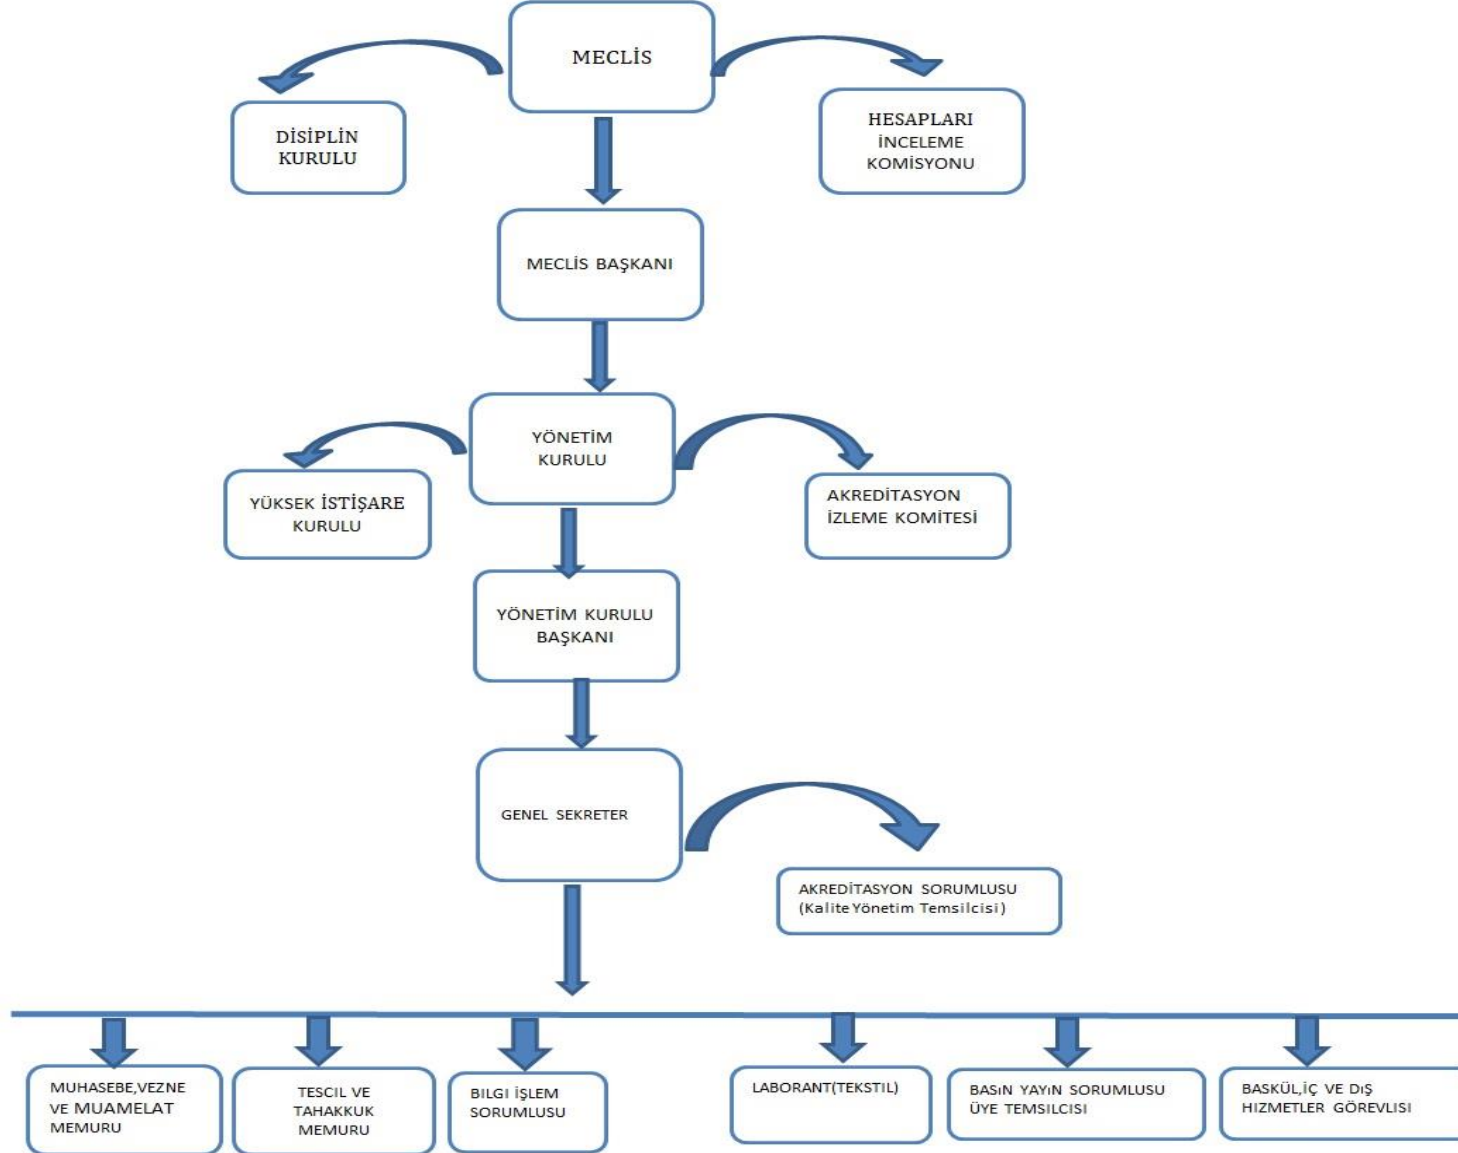 MECLİS
DİSİPLİN
KURULU
HESAPLARI
İNCELEME
KOMİSYONU
MECLİS BAŞKANI
YÖNETİM
KURULU
YÜKSEK İSTİŞARE
KURULU
AKREDİTASYON
İZLEME KOMİTESİ
YÖNETİM KURULU
BAŞKANI
GENEL SEKRETER
AKREDİTASYON SORUMLUSU
(Kalite Yönetim Temsilcisi)
MUHASEBE,VEZNE
VE MUAMELAT
MEMURU
TESCIL VE
TAHAKKUK
MEMURU
BILGI İŞLEM
SORUMLUSU
LABORANT(TEKSTIL)
BASıN YAYıN SORUMLUSU
ÜYE TEMSILCISI
BASKÜL,İÇ VE DIŞ
HIZMETLER GÖREVLISI